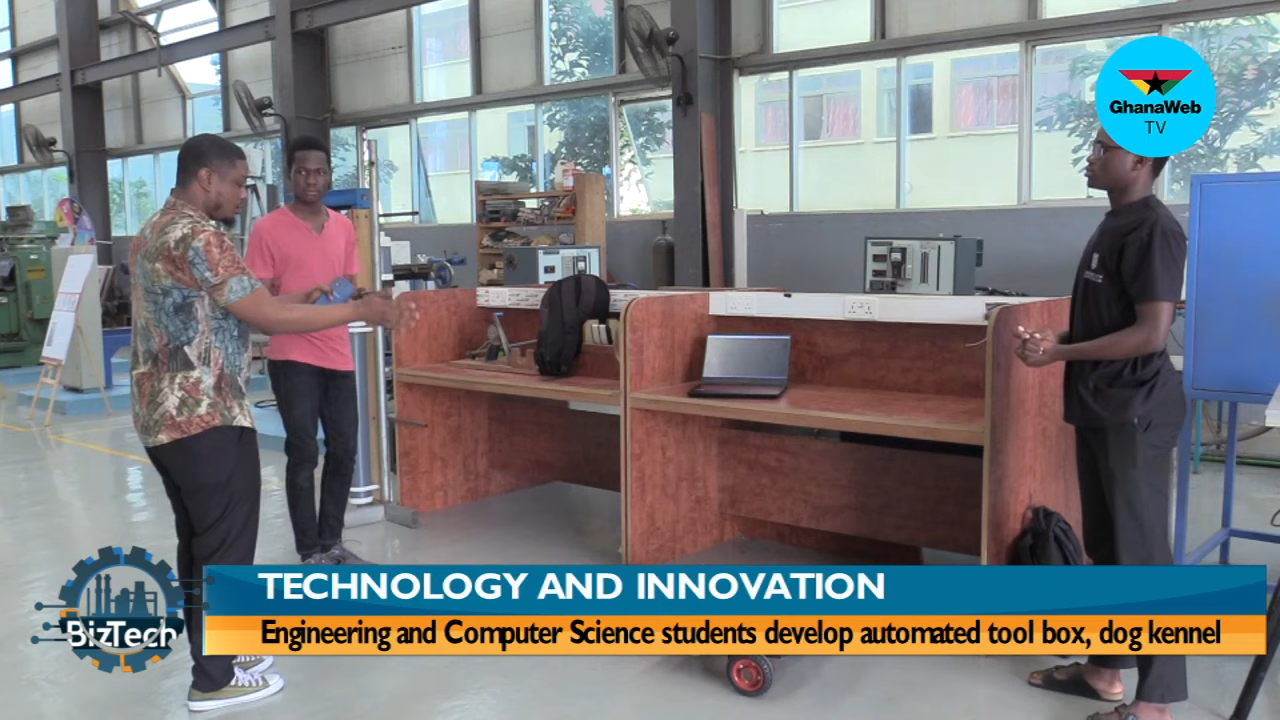 GhanaWeb
TV
TECHNOLOGY AND INNOVATION
BizTech
Engineering and Computer Science students develop automated tool box, dog kennel